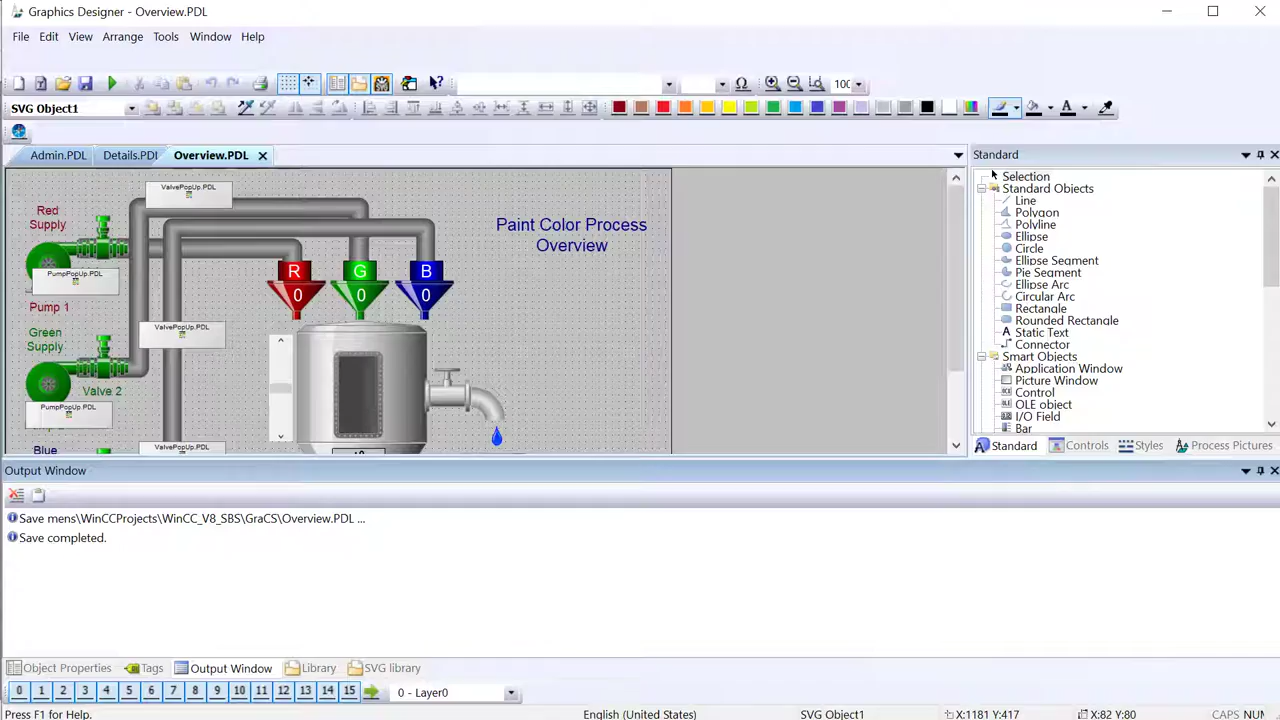 Graphics Designer - Overview.PDL
File Edit View Arrange Tools Window Help
100
SVG Object1
Admin.PDL Details.PDL Overview.PDL
Standard
Selection
Standard Objects
Line
Polygon
Polyline
Ellipse
Circle
Ellipse Segment
Pie Segment
Ellipse Arc
Circular Arc
Rectangle
Rounded Rectangle
Static Text
Connector
Smart Objects
Application Window
Picture Window
Control
OLE object
I/O Field
Bar
Standard Controls Styles Process Pictures
ValvePopUp.PDL
Red
Supply
Paint Color Process
Overview
PumpPopUp.PDL
R G B
0 0 0
Pump 1
Green
Supply
ValvePopUp.PDL
Valve 2
PumpPopUp.PDL
Blue
ValvePopUp.PDL
Output Window
Save mens\WinCCProjects\WinCC_V8_SBS\GraCS\Overview.PDL ...
Save completed.
Object Properties Tags Output Window Library SVG library
0 1 2 3 4 5 6 7 8 9 10 11 12 13 14 15 0 - Layer0
Press F1 for Help. English (United States) SVG Object1 X:1181 Y:417 X:82 Y:80 CAPS NUM